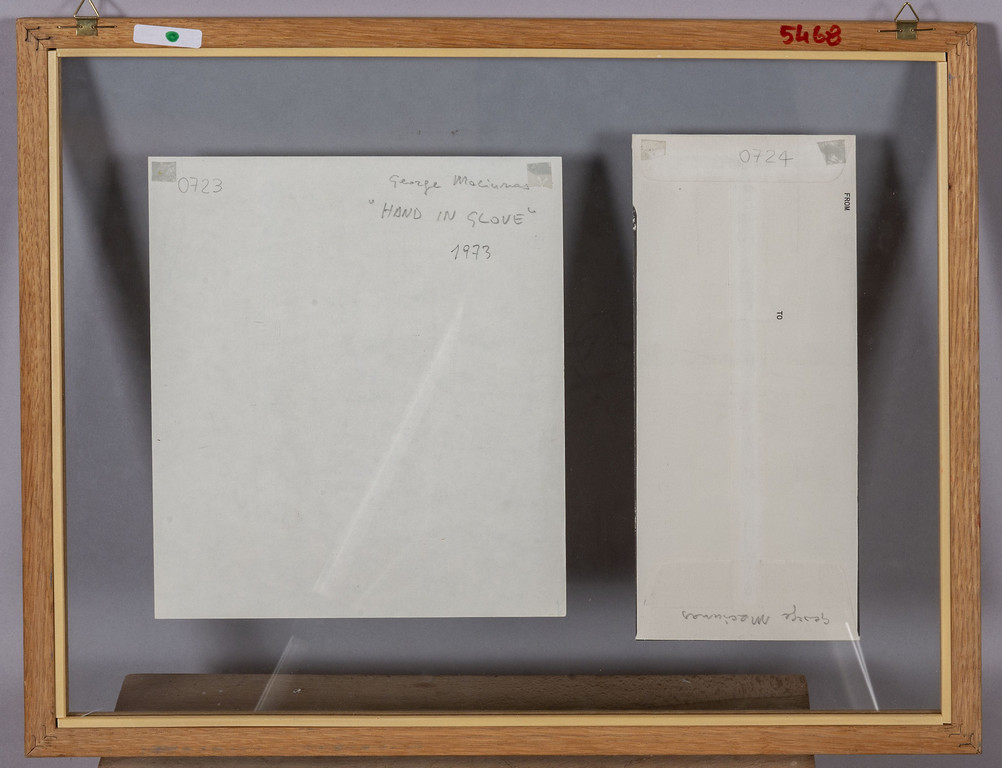 5468
0723
George Maciunas
"HAND IN GLOVE"
1973
0724
FROM
TO
George Maciunas